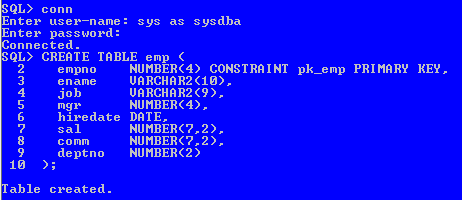 SQL> conn
Enter user-name: sys as sysdba
Enter password:
Connected.
SQL> CREATE TABLE emp (
  2    empno    NUMBER(4) CONSTRAINT pk_emp PRIMARY KEY,
  3    ename    VARCHAR2(10),
  4    job      VARCHAR2(9),
  5    mgr      NUMBER(4),
  6    hiredate DATE,
  7    sal      NUMBER(7,2),
  8    comm     NUMBER(7,2),
  9    deptno   NUMBER(2)
 10  );
Table created.